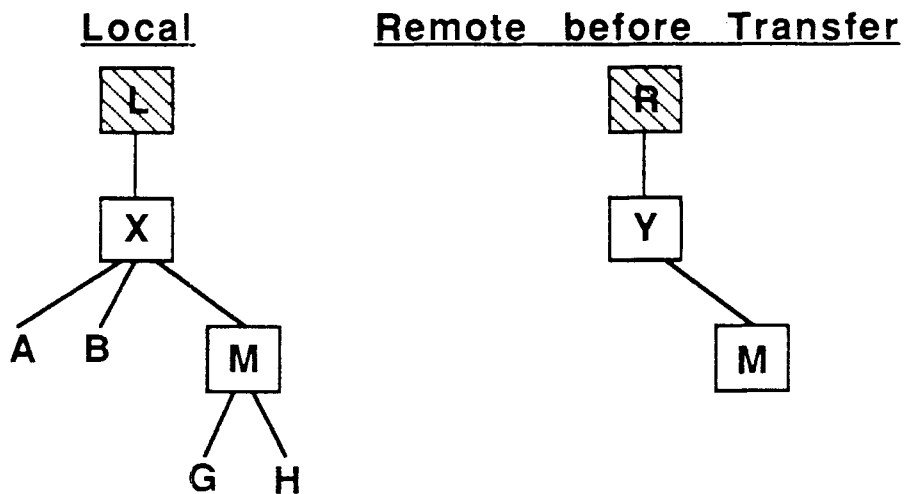 Local Remote before Transfer
L R
X Y
A B
M M
G H